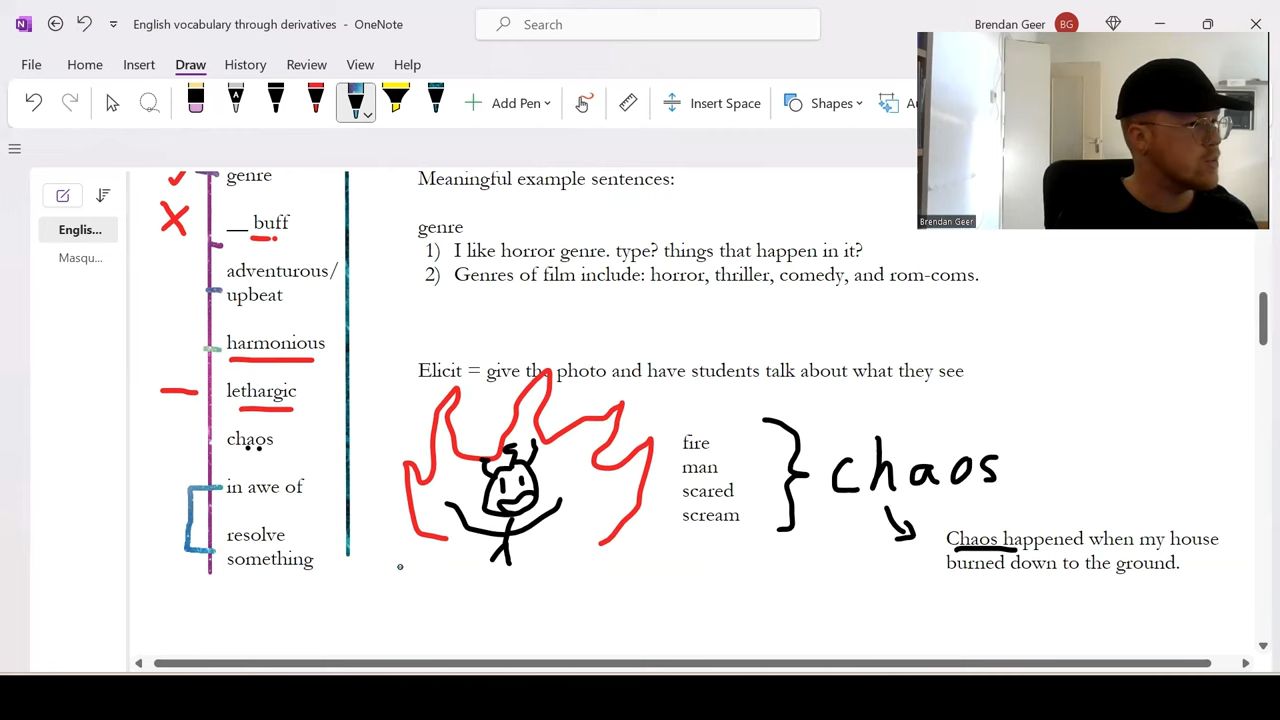 English vocabulary through derivatives - OneNote
Search
Brendan Geer BG
File Home Insert Draw History Review View Help
A Add Pen Insert Space Shapes Au
genre
__ buff
adventurous/
upbeat
harmonious
lethargic
chaos
in awe of
resolve
something
Englis...
Masqu...
Meaningful example sentences:
genre
1) I like horror genre. type? things that happen in it?
2) Genres of film include: horror, thriller, comedy, and rom-coms.
Elicit = give the photo and have students talk about what they see
fire
man
scared
scream
chaos
Chaos happened when my house
burned down to the ground.
Brendan Geer